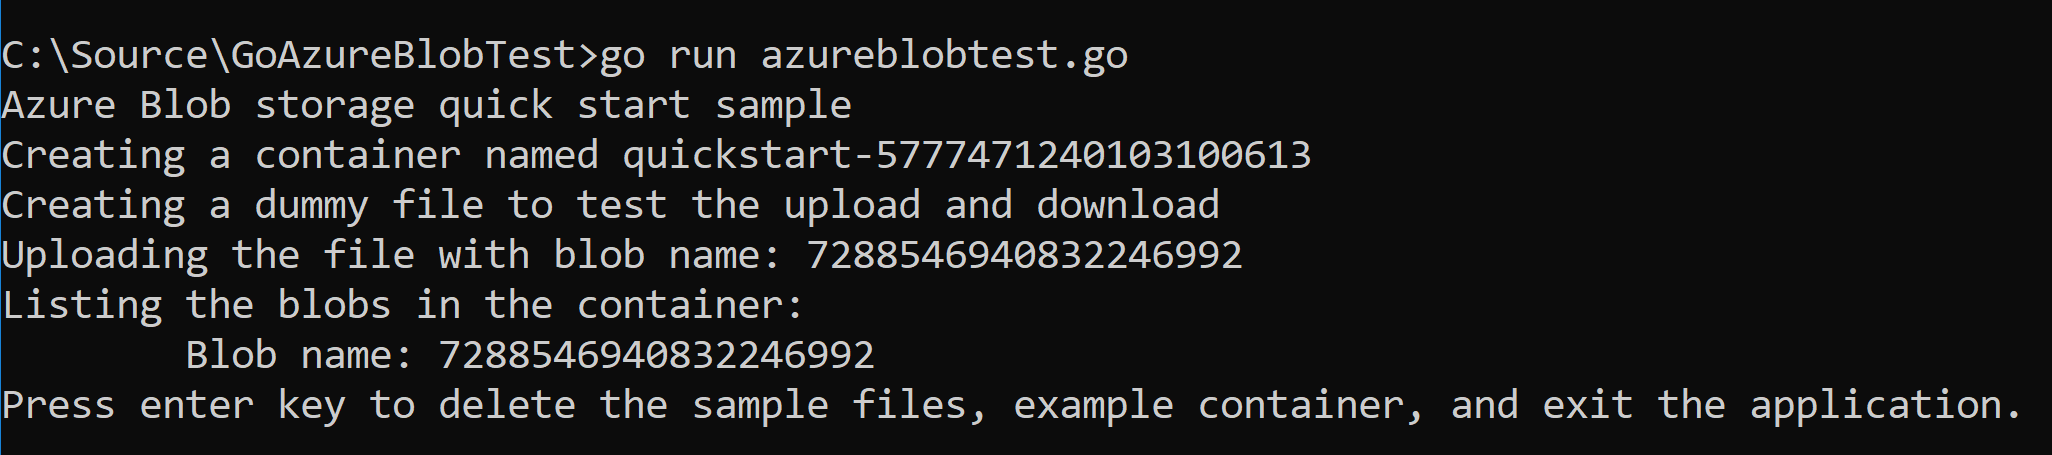 C:\Source\GoAzureBlobTest>go run azureblobtest.go
Azure Blob storage quick start sample
Creating a container named quickstart-5777471240103100613
Creating a dummy file to test the upload and download
Uploading the file with blob name: 7288546940832246992
Listing the blobs in the container:
        Blob name: 7288546940832246992
Press enter key to delete the sample files, example container, and exit the application.